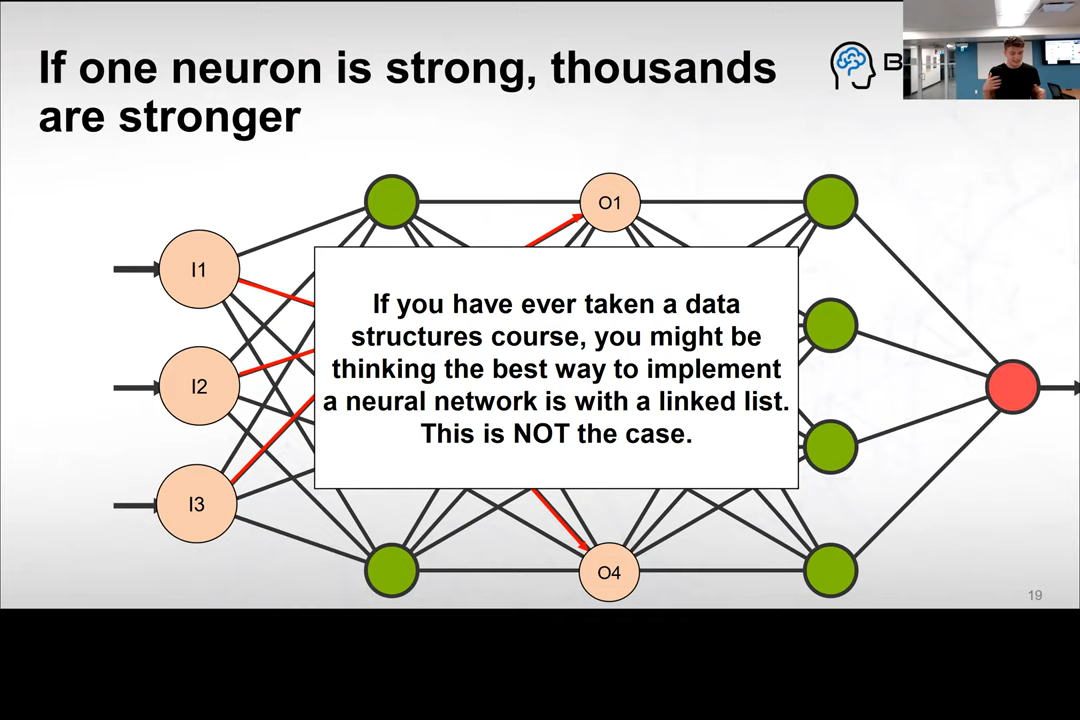 If one neuron is strong, thousands
are stronger
I1
O1
I2
I3
O4
If you have ever taken a data
structures course, you might be
thinking the best way to implement
a neural network is with a linked list.
This is NOT the case.
19